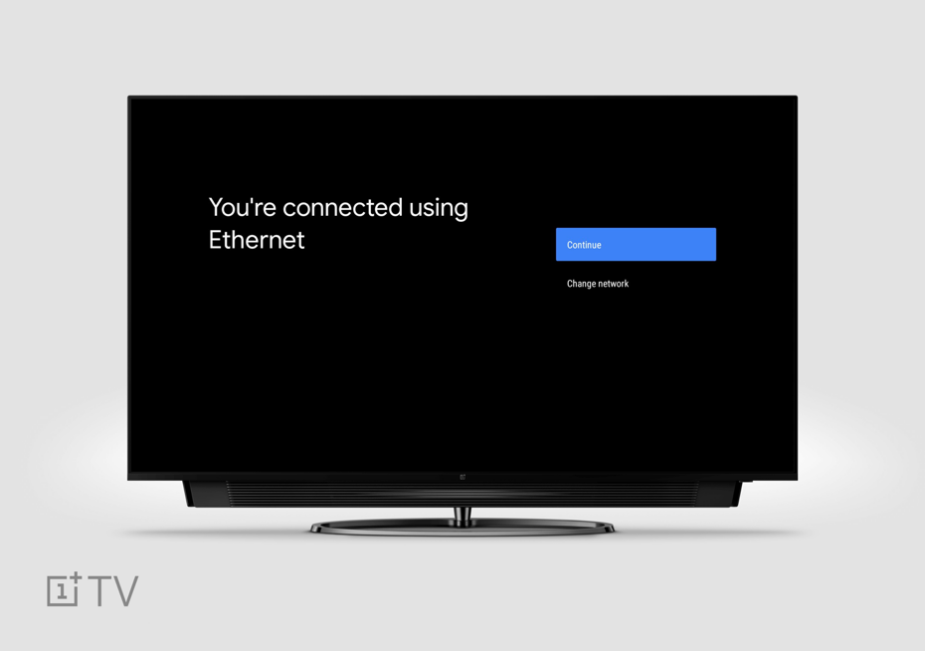 You're connected using
Ethernet
Continue
Change network
1+ TV